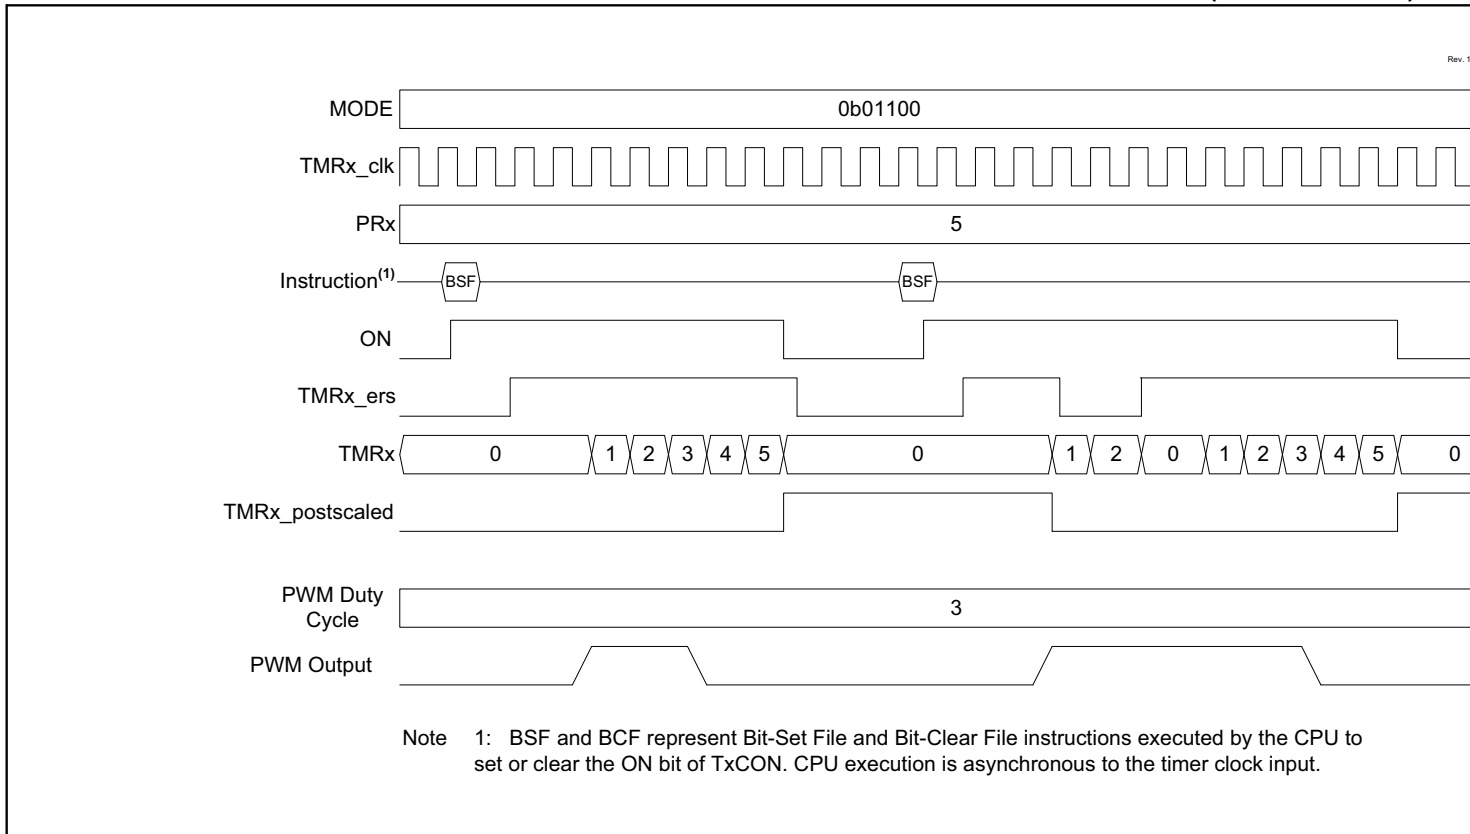 Rev. 1
MODE 0b01100
TMRx_clk
PRx 5
Instruction(1) BSF BSF
ON
TMRx_ers
TMRx 0 1 2 3 4 5 0 1 2 0 1 2 3 4 5 0
TMRx_postscaled
PWM Duty
Cycle 3
PWM Output
Note 1: BSF and BCF represent Bit-Set File and Bit-Clear File instructions executed by the CPU to
set or clear the ON bit of TxCON. CPU execution is asynchronous to the timer clock input.